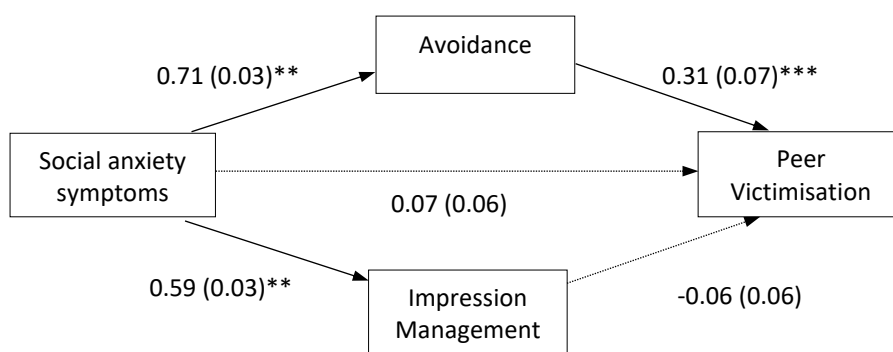 Avoidance
0.71 (0.03)**
0.31 (0.07)***
Social anxiety
symptoms
Peer
Victimisation
0.07 (0.06)
0.59 (0.03)**
Impression
Management
-0.06 (0.06)